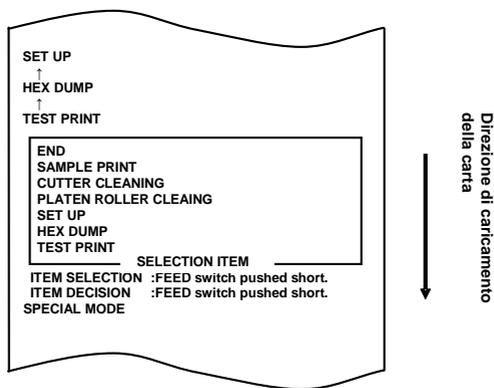 SET UP
↑
HEX DUMP
↑
TEST PRINT
END
SAMPLE PRINT
CUTTER CLEANING
PLATEN ROLLER CLEAING
SET UP
HEX DUMP
TEST PRINT
SELECTION ITEM
ITEM SELECTION :FEED switch pushed short.
ITEM DECISION :FEED switch pushed short.
SPECIAL MODE
Direzione di caricamento
della carta